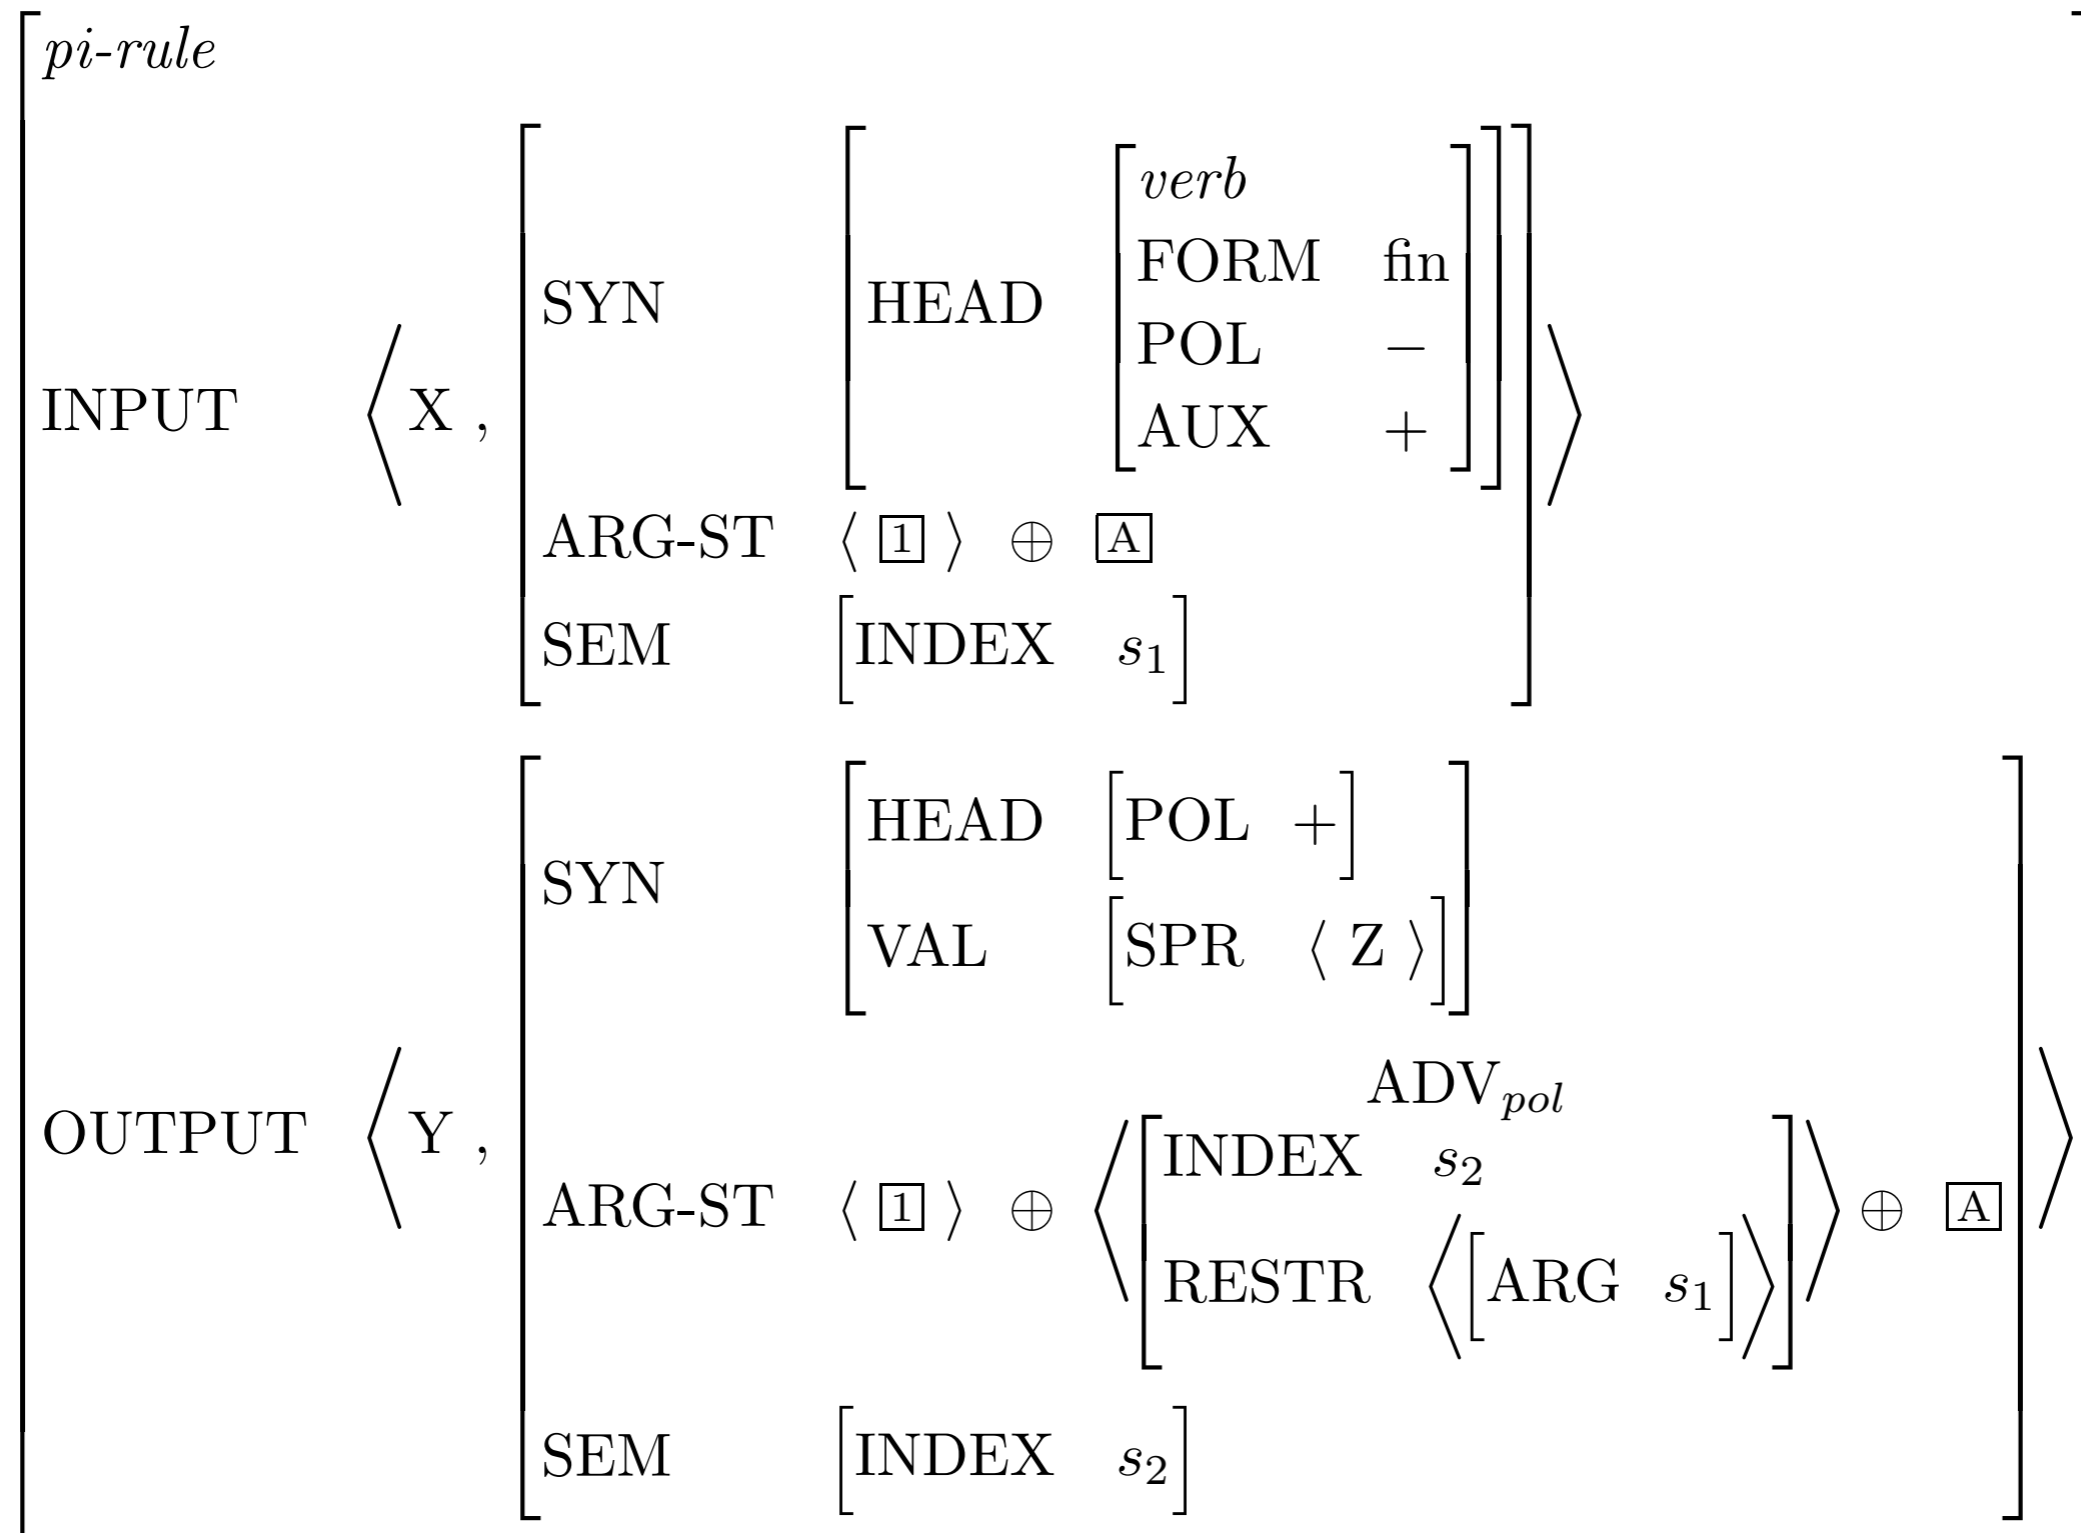 pi-rule
verb
FORM fin
SYN HEAD
POL −
INPUT ⟨ X ,
AUX + ⟩
ARG-ST ⟨ 1 ⟩ ⊕ A
SEM [INDEX s₁]
HEAD [POL +]
SYN
VAL [SPR ⟨ Z ⟩]
ADV_pol
OUTPUT ⟨ Y , INDEX s₂ ⟩
ARG-ST ⟨ 1 ⟩ ⊕ ⟨ ⟩ ⊕ A
RESTR ⟨[ARG s₁]⟩
SEM [INDEX s₂]